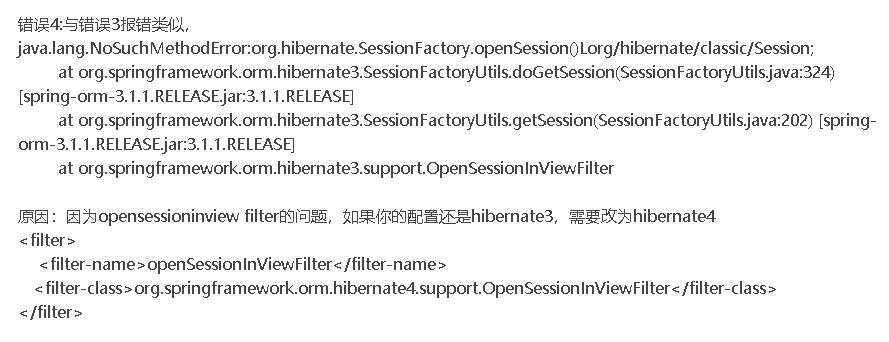 错误4:与错误3报错类似，
java.lang.NoSuchMethodError:org.hibernate.SessionFactory.openSession()Lorg/hibernate/classic/Session;
at org.springframework.orm.hibernate3.SessionFactoryUtils.doGetSession(SessionFactoryUtils.java:324)
[spring-orm-3.1.1.RELEASE.jar:3.1.1.RELEASE]
at org.springframework.orm.hibernate3.SessionFactoryUtils.getSession(SessionFactoryUtils.java:202) [spring-
orm-3.1.1.RELEASE.jar:3.1.1.RELEASE]
at org.springframework.orm.hibernate3.support.OpenSessionInViewFilter
原因：因为opensessioninview filter的问题，如果你的配置还是hibernate3，需要改为hibernate4
<filter>
<filter-name>openSessionInViewFilter</filter-name>
<filter-class>org.springframework.orm.hibernate4.support.OpenSessionInViewFilter</filter-class>
</filter>